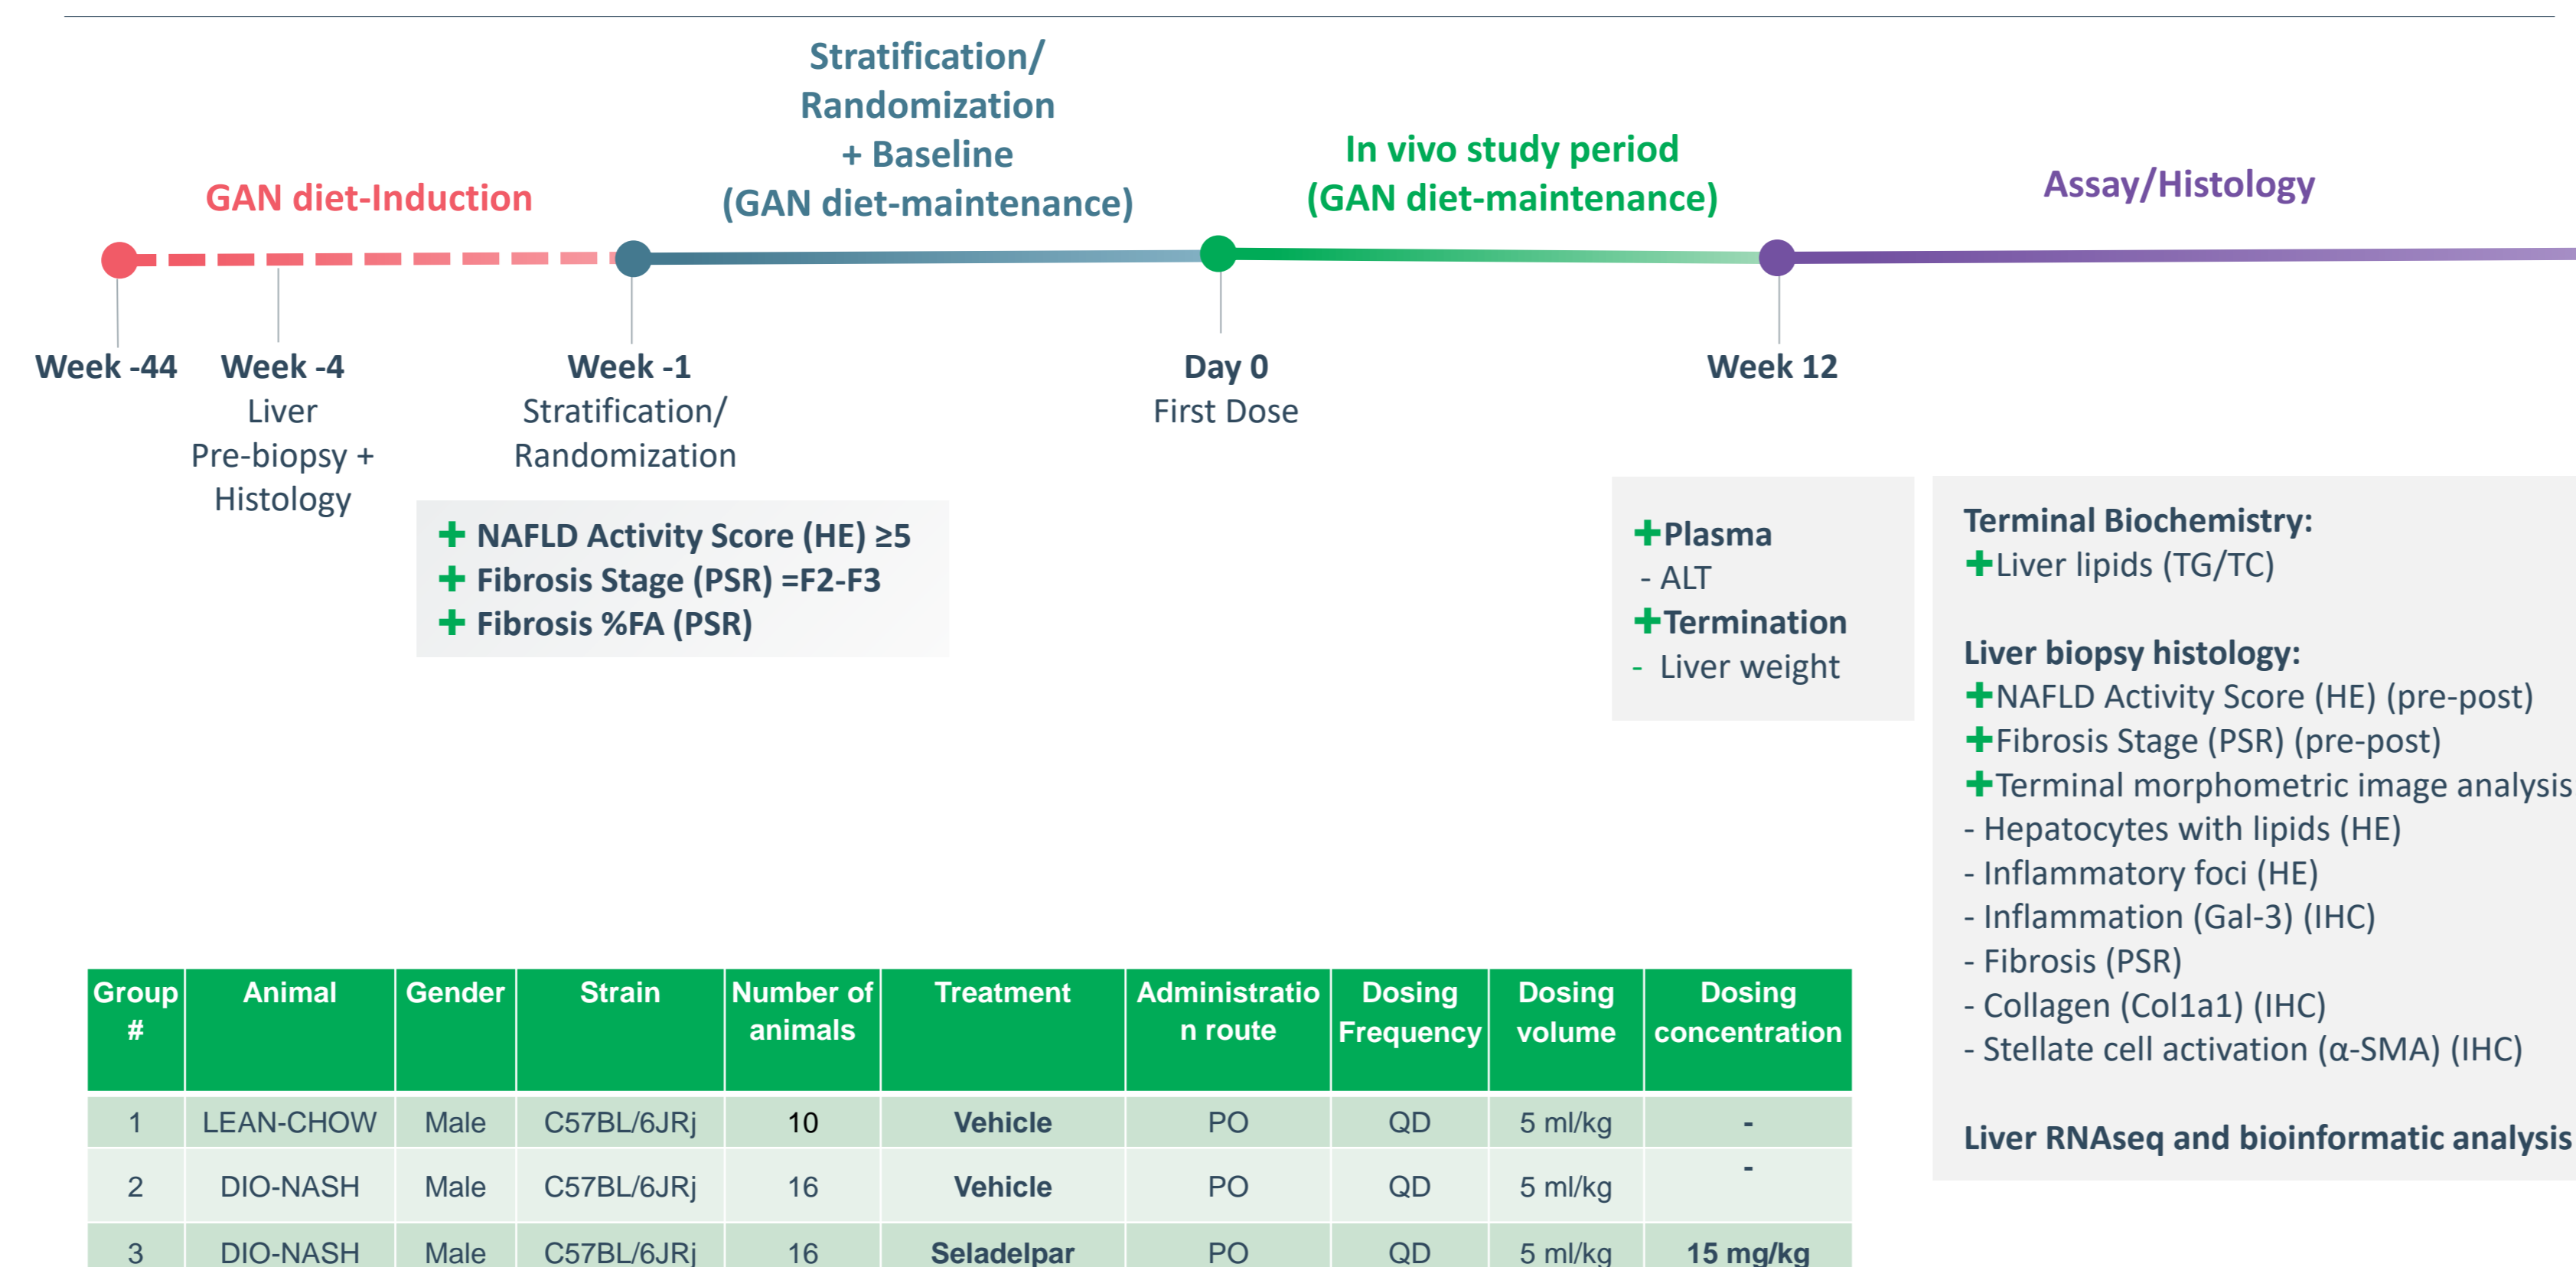 Stratification/
Randomization
+ Baseline
(GAN diet-maintenance)
GAN diet-Induction
In vivo study period
(GAN diet-maintenance)
Assay/Histology
Week -44
Week -4
Liver
Pre-biopsy +
Histology
Week -1
Stratification/
Randomization
Day 0
First Dose
Week 12
✚ NAFLD Activity Score (HE) ≥5
✚ Fibrosis Stage (PSR) =F2-F3
✚ Fibrosis %FA (PSR)
✚Plasma
- ALT
✚Termination
- Liver weight
Terminal Biochemistry:
✚Liver lipids (TG/TC)
Liver biopsy histology:
✚NAFLD Activity Score (HE) (pre-post)
✚Fibrosis Stage (PSR) (pre-post)
✚Terminal morphometric image analysis
- Hepatocytes with lipids (HE)
- Inflammatory foci (HE)
- Inflammation (Gal-3) (IHC)
- Fibrosis (PSR)
- Collagen (Col1a1) (IHC)
- Stellate cell activation (α-SMA) (IHC)
Liver RNAseq and bioinformatic analysis
Group # Animal Gender Strain Number of animals Treatment Administratio n route Dosing Frequency Dosing volume Dosing concentration
1 LEAN-CHOW Male C57BL/6JRj 10 Vehicle PO QD 5 ml/kg -
2 DIO-NASH Male C57BL/6JRj 16 Vehicle PO QD 5 ml/kg -
3 DIO-NASH Male C57BL/6JRj 16 Seladelpar PO QD 5 ml/kg 15 mg/kg